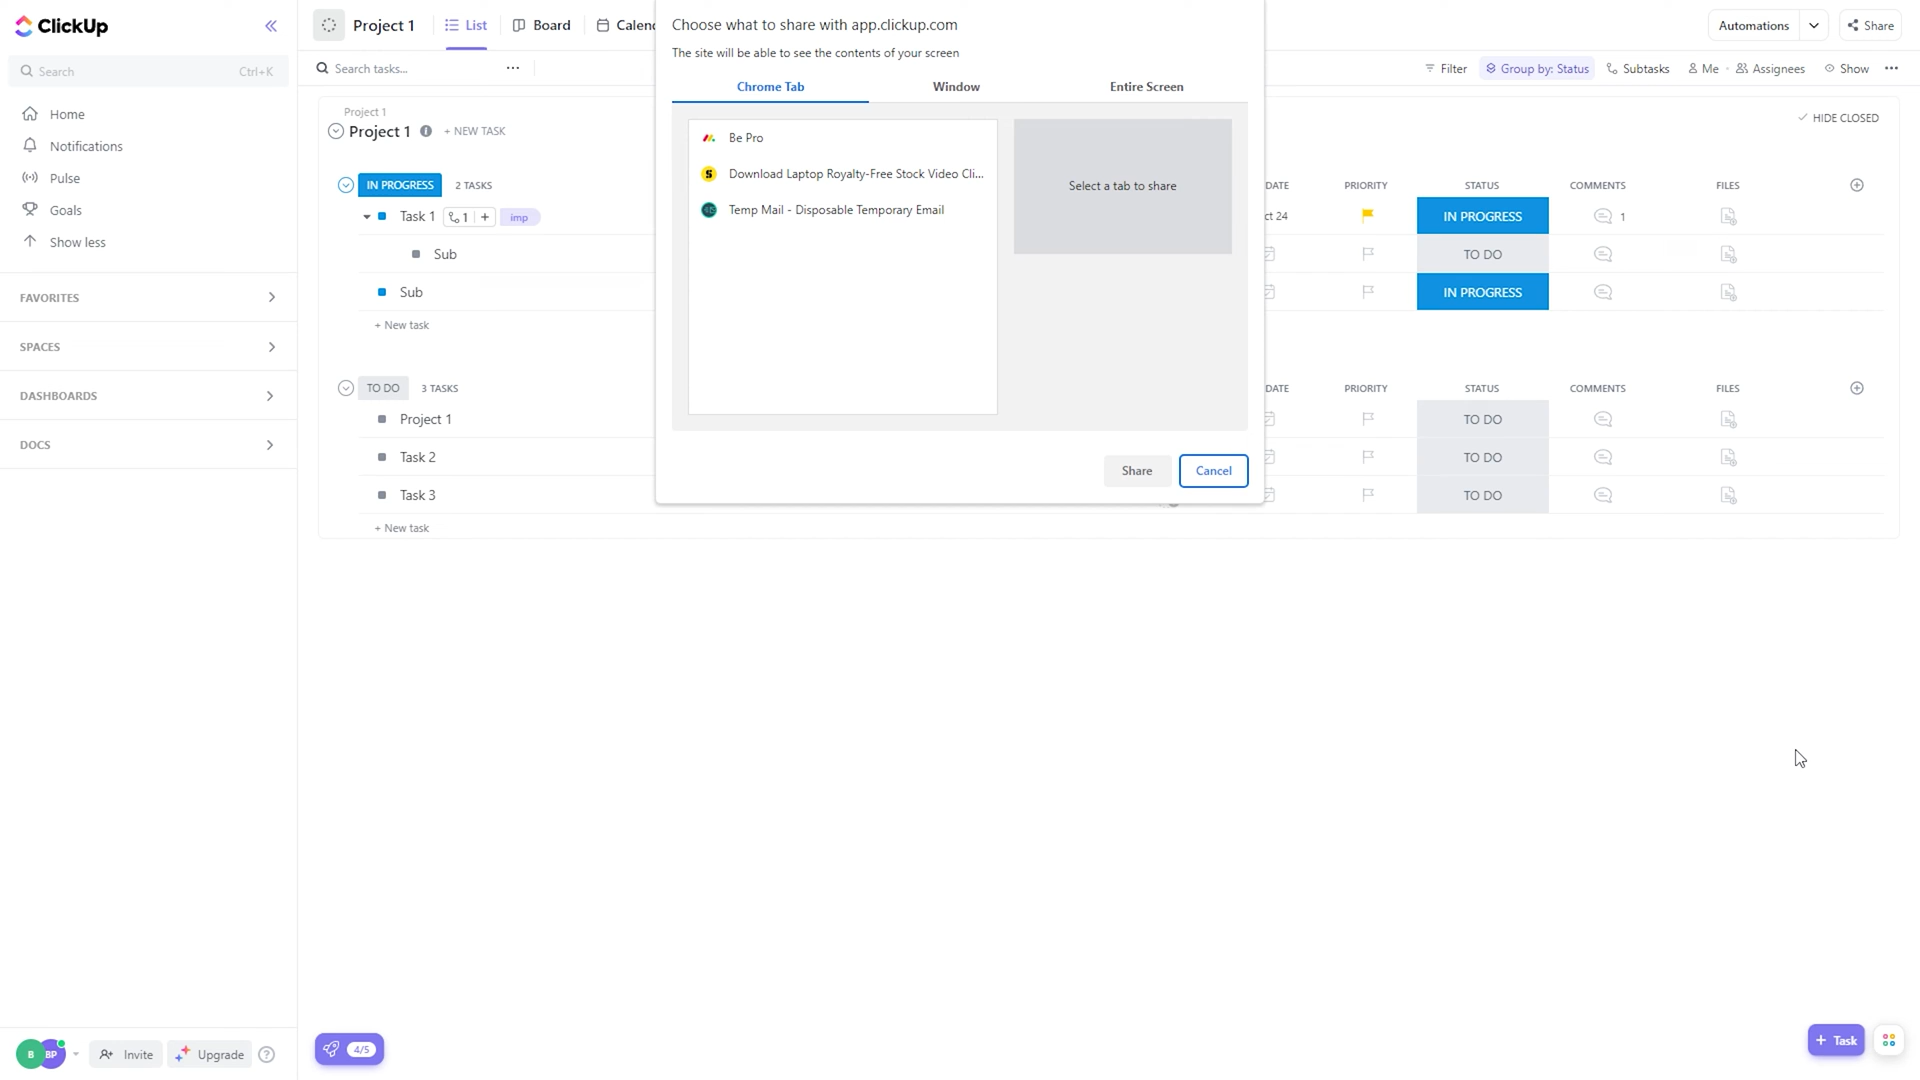 ClickUp
Search Ctrl+K
Home
Notifications
Pulse
Goals
Show less
FAVORITES
SPACES
DASHBOARDS
DOCS
B BP Invite Upgrade ?
Project 1 List Board Calend
Automations Share
Search tasks... ...
Filter Group by: Status Subtasks Me Assignees Show ...
Choose what to share with app.clickup.com
The site will be able to see the contents of your screen
Chrome Tab Window Entire Screen
Be Pro
Download Laptop Royalty-Free Stock Video Cli...
Temp Mail - Disposable Temporary Email
Select a tab to share
Share Cancel
Project 1
Project 1 + NEW TASK
HIDE CLOSED
IN PROGRESS 2 TASKS DATE PRIORITY STATUS COMMENTS FILES
Task 1 1 + imp ct 24 IN PROGRESS 1
Sub TO DO
Sub IN PROGRESS
+ New task
TO DO 3 TASKS DATE PRIORITY STATUS COMMENTS FILES
Project 1 TO DO
Task 2 TO DO
Task 3 TO DO
+ New task
4/5
+ Task